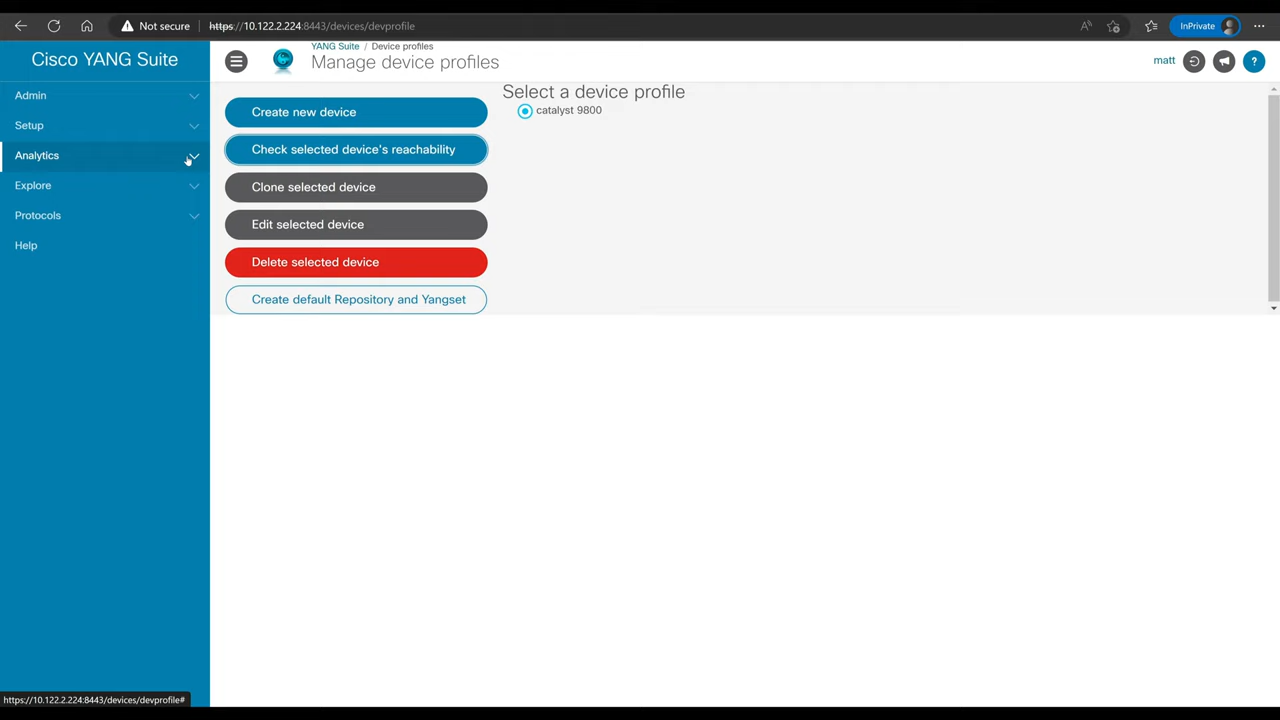 Not secure
https://10.122.2.224:8443/devices/devprofile
InPrivate
Cisco YANG Suite
YANG Suite / Device profiles
Manage device profiles
matt
?
Admin
Setup
Analytics
Explore
Protocols
Help
Create new device
Check selected device's reachability
Clone selected device
Edit selected device
Delete selected device
Create default Repository and Yangset
Select a device profile
catalyst 9800
https://10.122.2.224:8443/devices/devprofile#